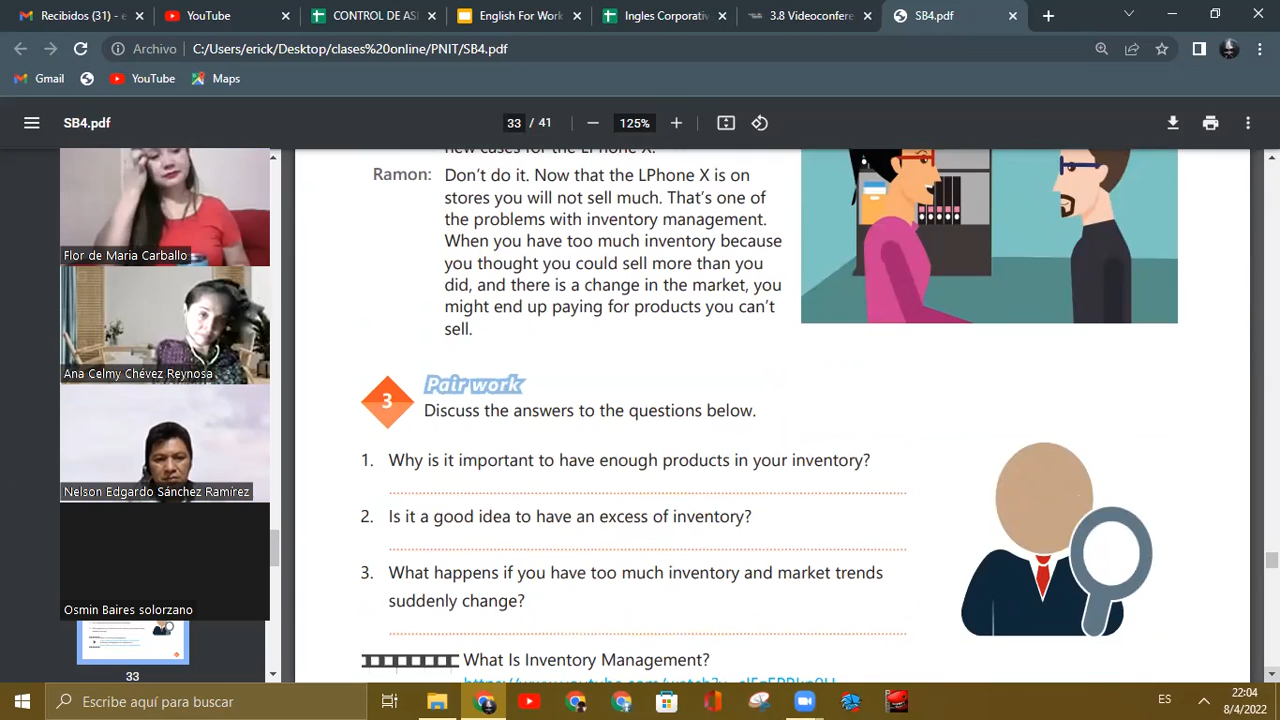 Recibidos (31) - e
YouTube
CONTROL DE ASI
English For Work
Ingles Corporativ
3.8 Videoconfere
SB4.pdf
Archivo
C:/Users/erick/Desktop/clases%20online/PNIT/SB4.pdf
Gmail
YouTube
Maps
SB4.pdf
33 / 41
125%
Flor de Maria Carballo
Ana Celmy Chévez Reynosa
Nelson Edgardo Sánchez Ramírez
Osmin Baires solorzano
33
new cases for the LPhone X.
Ramon: Don't do it. Now that the LPhone X is on
stores you will not sell much. That's one of
the problems with inventory management.
When you have too much inventory because
you thought you could sell more than you
did, and there is a change in the market, you
might end up paying for products you can't
sell.
3 Pair work
Discuss the answers to the questions below.
1. Why is it important to have enough products in your inventory?
2. Is it a good idea to have an excess of inventory?
3. What happens if you have too much inventory and market trends
suddenly change?
What Is Inventory Management?
Escribe aquí para buscar
ES
22:04
8/4/2022